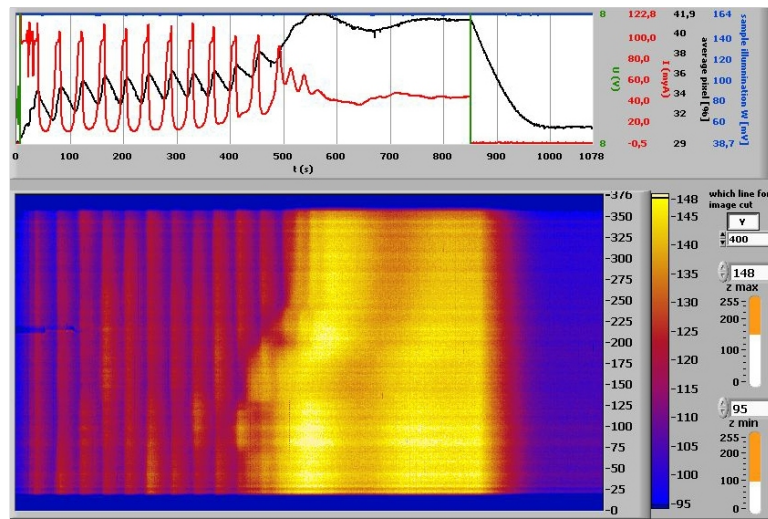 8 122,8 41,9 164
100,0 40 140
80,0 38 120
60,0 36 100
40,0 34 80
20,0 32 60
8 -0,5 29 38,7
U (V)
I (myA)
average pixel [%]
sample illumination W [mV]
0 100 200 300 400 500 600 700 800 900 1000 1078
t (s)
376
350
325
300
275
250
225
200
175
150
125
100
75
50
25
0
148
145
140
135
130
125
120
115
110
105
100
95
which line for
image cut
Y
400
148
z max
255
200
100
0
95
z min
255
200
100
0